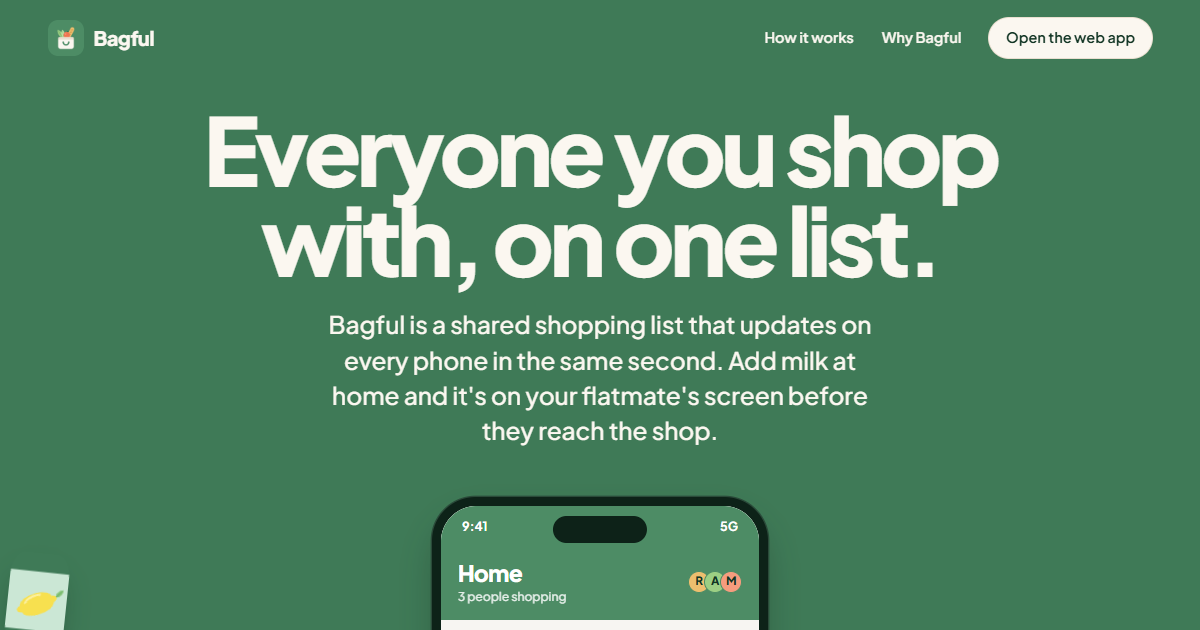 Bagful
How it works
Why Bagful
Open the web app
Everyone you shop
with, on one list.
Bagful is a shared shopping list that updates on
every phone in the same second. Add milk at
home and it's on your flatmate's screen before
they reach the shop.
9:41
5G
Home
R A M
3 people shopping